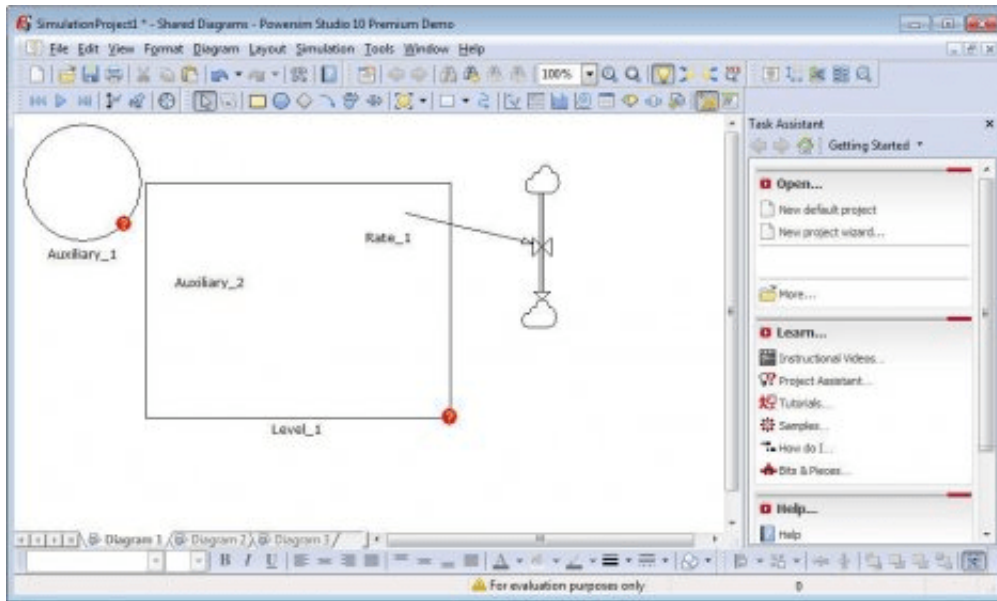 SimulationProject1 * - Shared Diagrams - Powersim Studio 10 Premium Demo
File Edit View Format Diagram Layout Simulation Tools Window Help
100%
Task Assistant
Getting Started
Open...
New default project
New project wizard...
More...
Learn...
Instructional Videos...
Project Assistant...
Tutorials...
Samples...
How do I...
Bits & Pieces...
Help...
Help
Auxiliary_1
Rate_1
Auxiliary_2
Level_1
Diagram 1 Diagram 2 Diagram 3
B I U
A
For evaluation purposes only 0